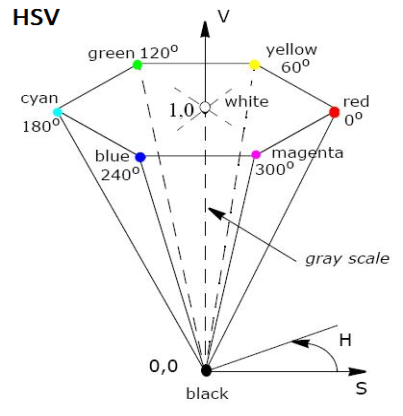 HSV
V
green 120°
yellow
60°
cyan
180°
1,0
white
red
0°
blue
240°
magenta
300°
gray scale
H
0,0
S
black